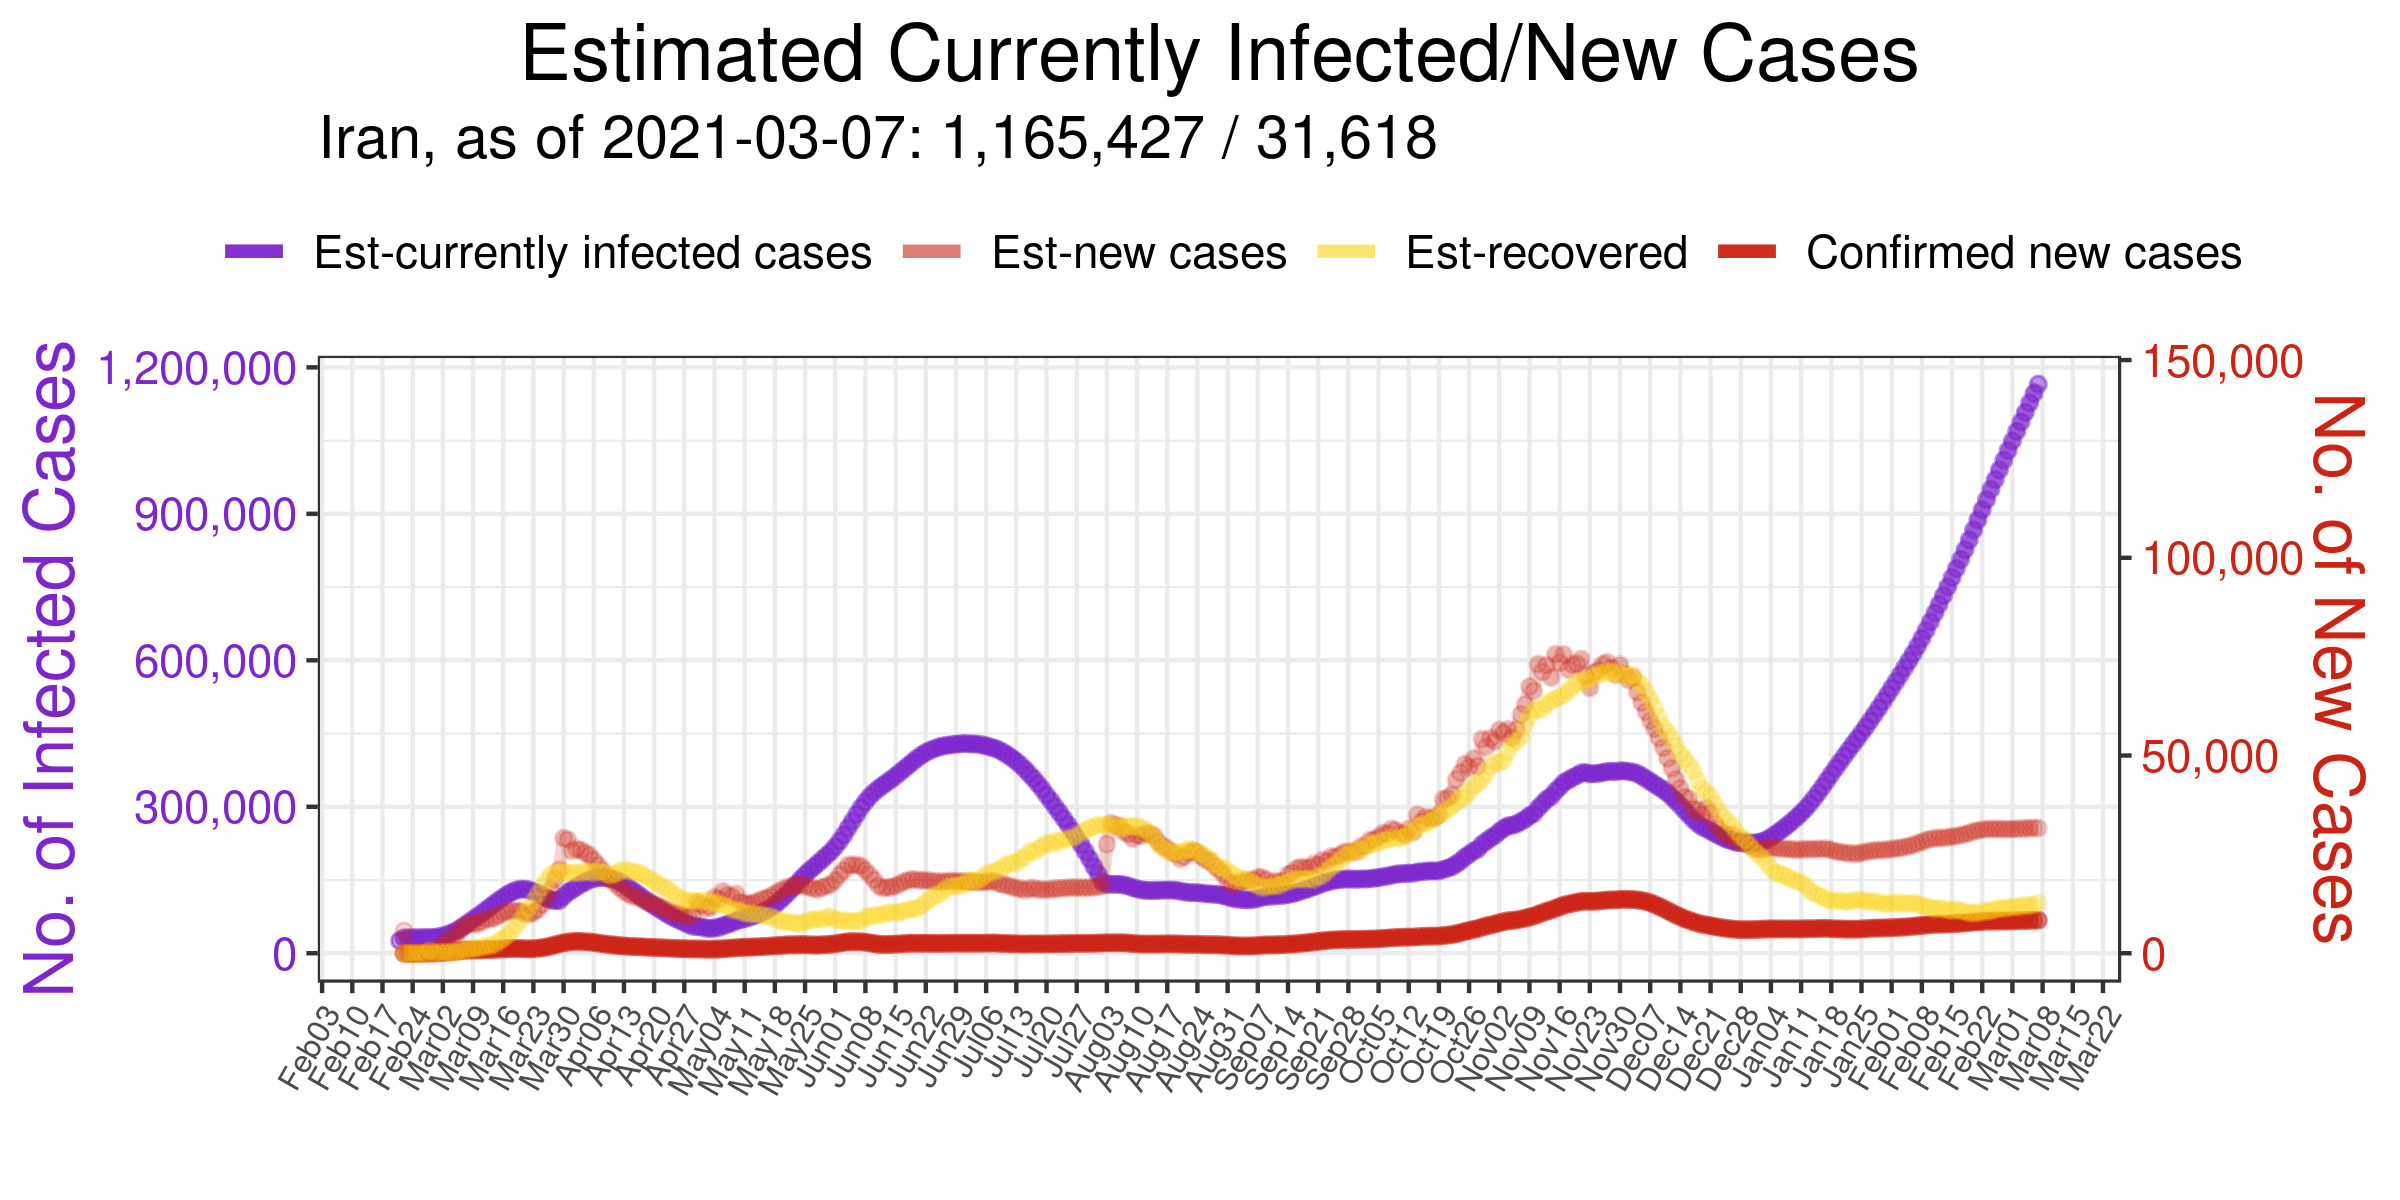 Estimated Currently Infected/New Cases
Iran, as of 2021-03-07: 1,165,427 / 31,618
Est-currently infected cases Est-new cases Est-recovered Confirmed new cases
No. of Infected Cases
1,200,000
900,000
600,000
300,000
0
150,000
100,000
50,000
0
No. of New Cases
Feb03 Feb10 Feb17 Feb24 Mar02 Mar09 Mar16 Mar23 Mar30 Apr06 Apr13 Apr20 Apr27 May04 May11 May18 May25 Jun01 Jun08 Jun15 Jun22 Jun29 Jul06 Jul13 Jul20 Jul27 Aug03 Aug10 Aug17 Aug24 Aug31 Sep07 Sep14 Sep21 Sep28 Oct05 Oct12 Oct19 Oct26 Nov02 Nov09 Nov16 Nov23 Nov30 Dec07 Dec14 Dec21 Dec28 Jan04 Jan11 Jan18 Jan25 Feb01 Feb08 Feb15 Feb22 Mar01 Mar08 Mar15 Mar22